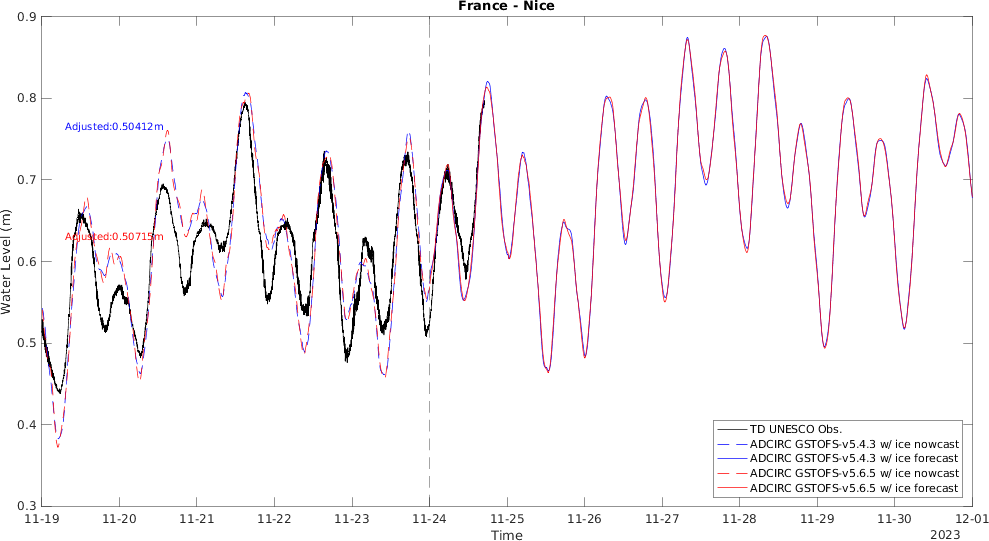 France - Nice
0.9
0.8
0.7
0.6
0.5
0.4
0.3
Water Level (m)
Adjusted:0.50412m
Adjusted:0.50715m
TD UNESCO Obs.
ADCIRC GSTOFS-v5.4.3 w/ ice nowcast
ADCIRC GSTOFS-v5.4.3 w/ ice forecast
ADCIRC GSTOFS-v5.6.5 w/ ice nowcast
ADCIRC GSTOFS-v5.6.5 w/ ice forecast
11-19 11-20 11-21 11-22 11-23 11-24 11-25 11-26 11-27 11-28 11-29 11-30 12-01
Time
2023